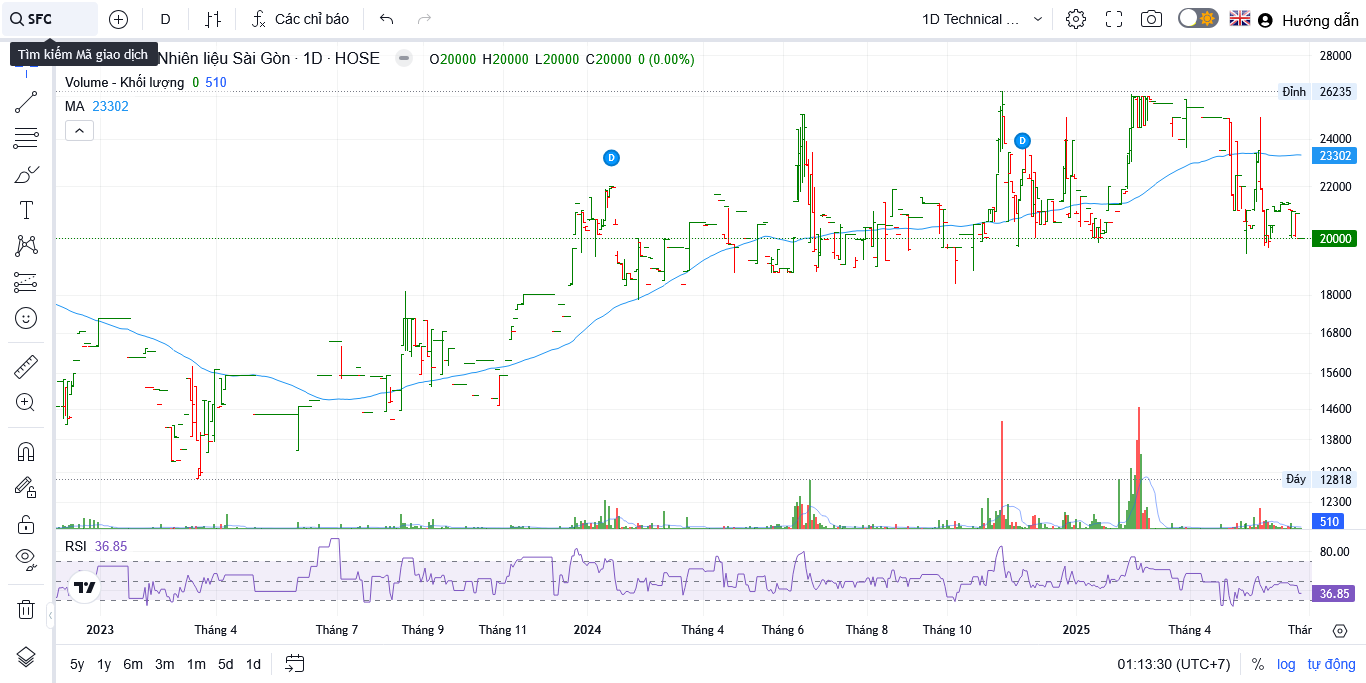 SFC D Các chỉ báo 1D Technical ... Hướng dẫn
Tìm kiếm Mã giao dịch
Nhiên liệu Sài Gòn · 1D · HOSE O20000 H20000 L20000 C20000 0 (0.00%)
Volume - Khối lượng 0 510
MA 23302
28000
Đỉnh 26235
24000
D
D
23302
22000
20000
18000
16800
15600
14600
13800
Đáy 12818
12300
510
RSI 36.85
80.00
36.85
2023 Tháng 4 Tháng 7 Tháng 9 Tháng 11 2024 Tháng 4 Tháng 6 Tháng 8 Tháng 10 2025 Tháng 4 Thár
5y 1y 6m 3m 1m 5d 1d 01:13:30 (UTC+7) % log tự động